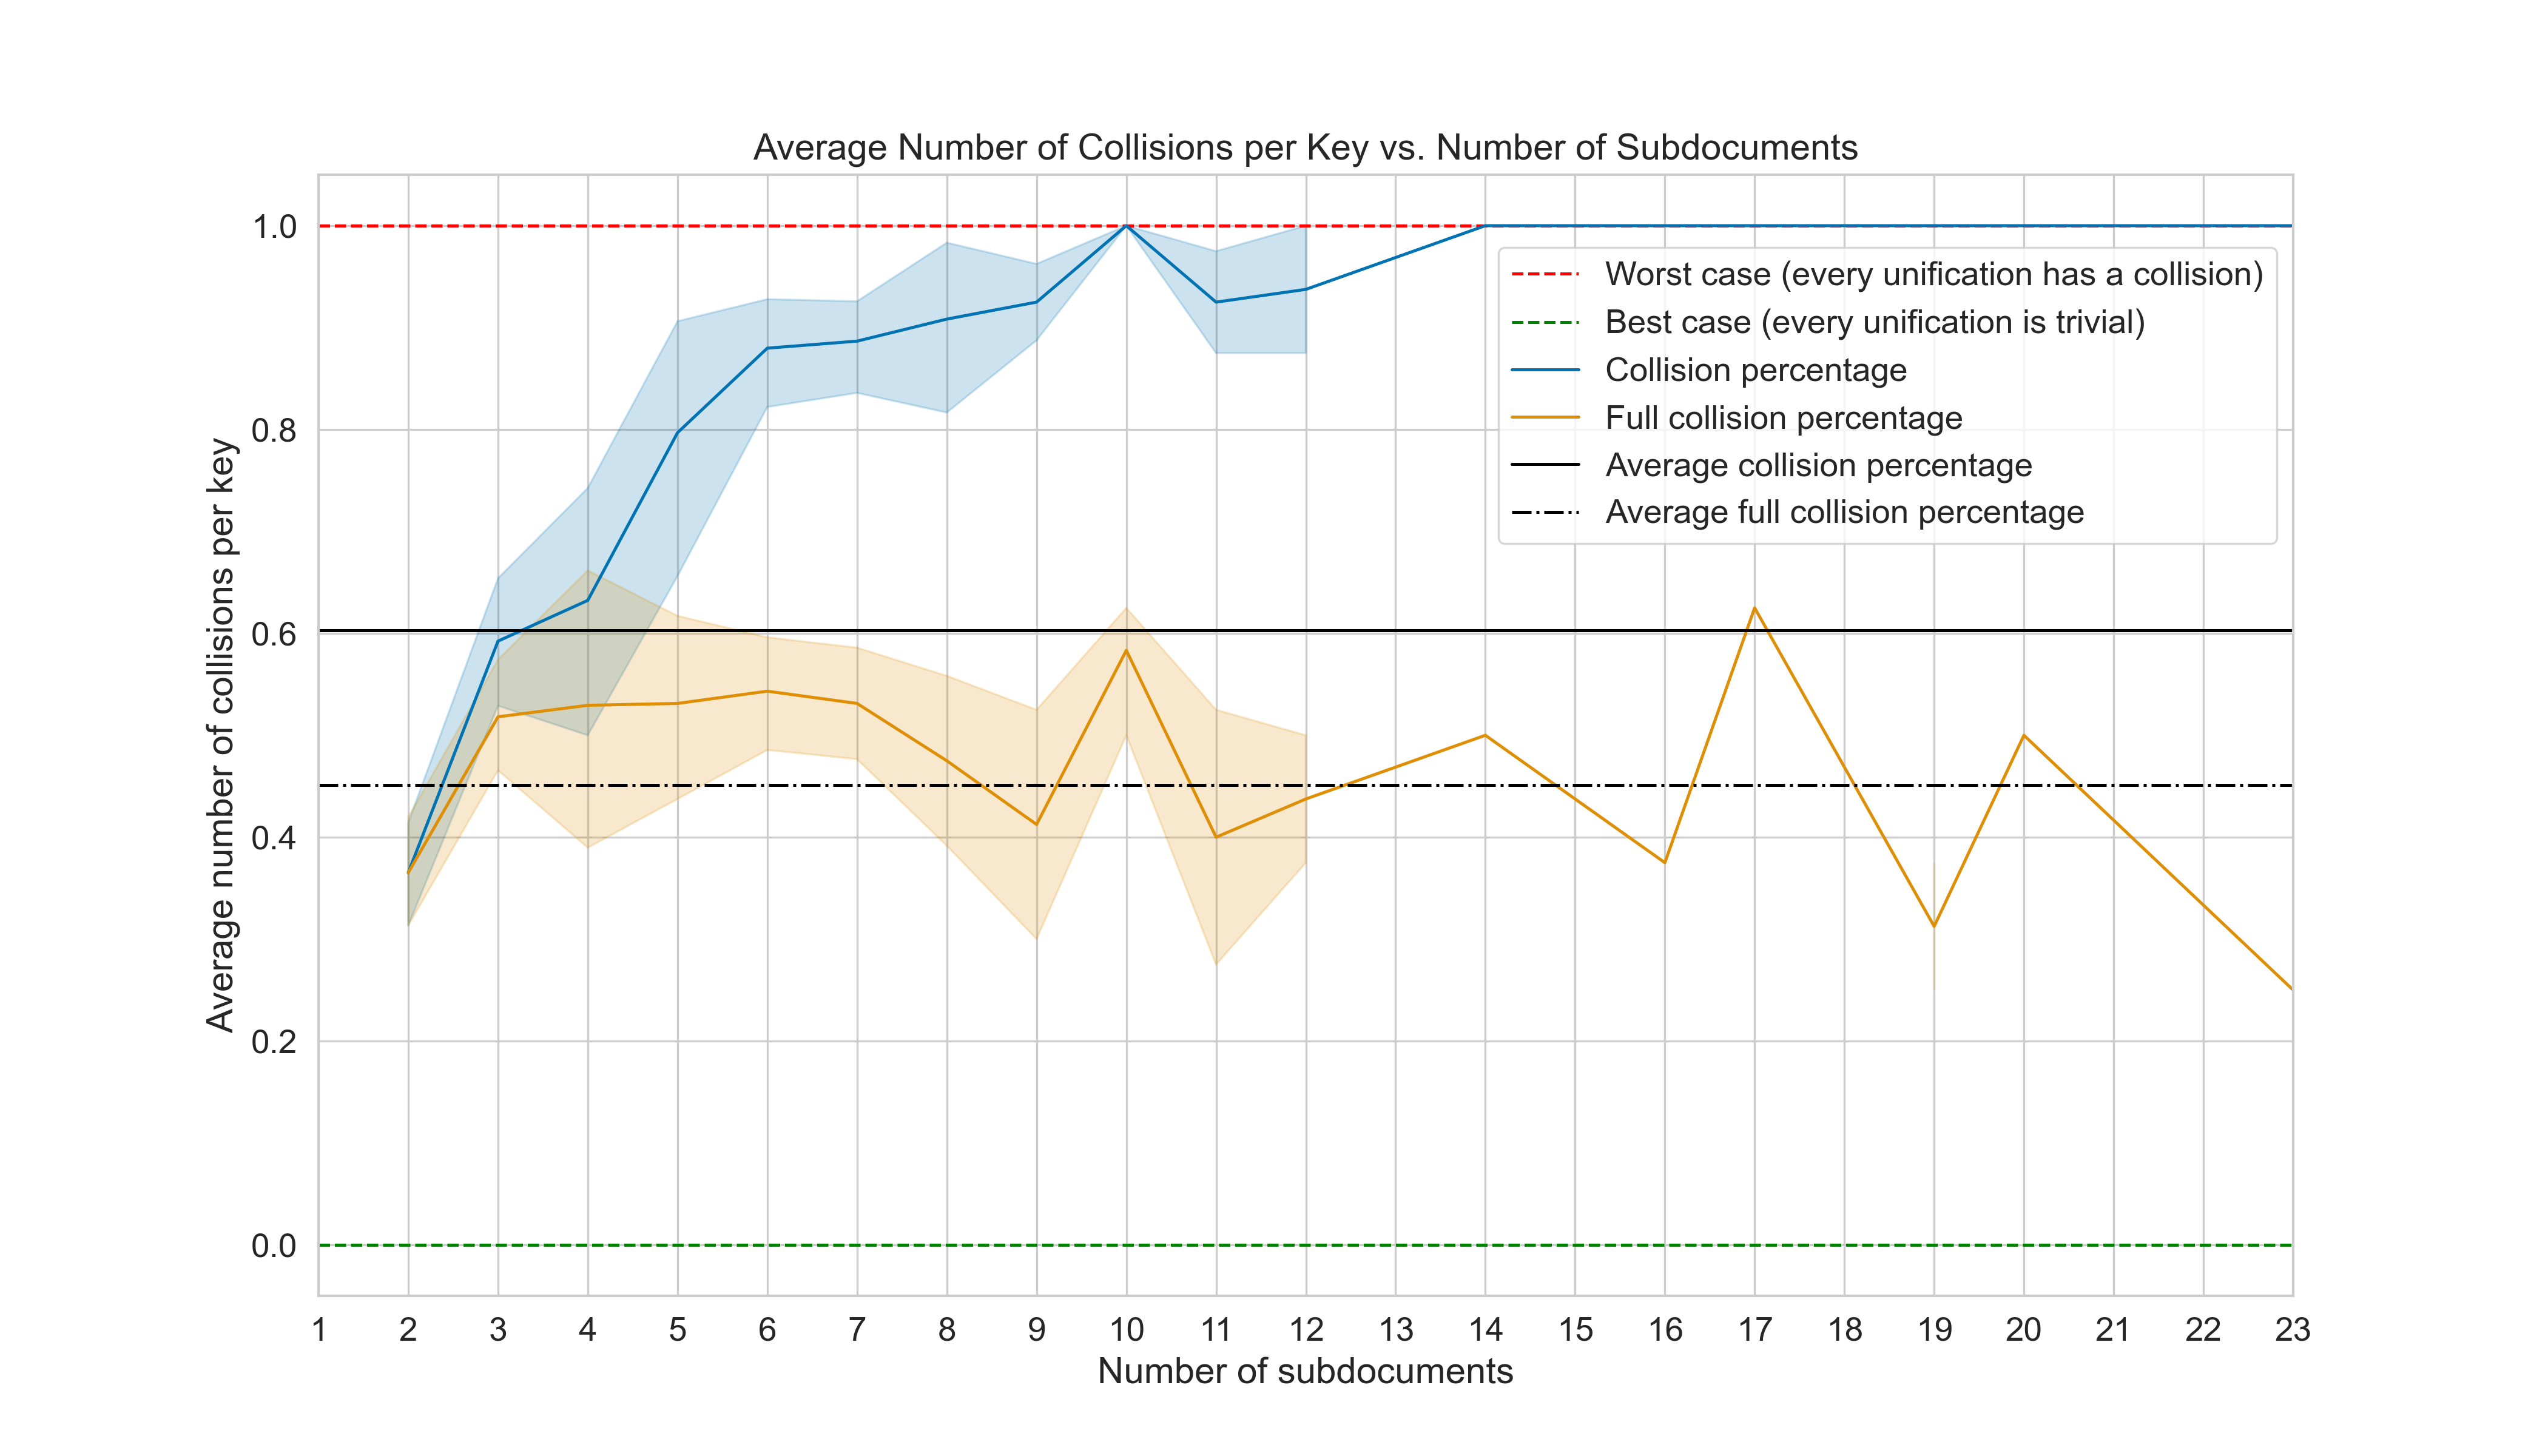 Average Number of Collisions per Key vs. Number of Subdocuments
1.0
0.8
0.6
0.4
0.2
0.0
Average number of collisions per key
Worst case (every unification has a collision)
Best case (every unification is trivial)
Collision percentage
Full collision percentage
Average collision percentage
Average full collision percentage
1 2 3 4 5 6 7 8 9 10 11 12 13 14 15 16 17 18 19 20 21 22 23
Number of subdocuments